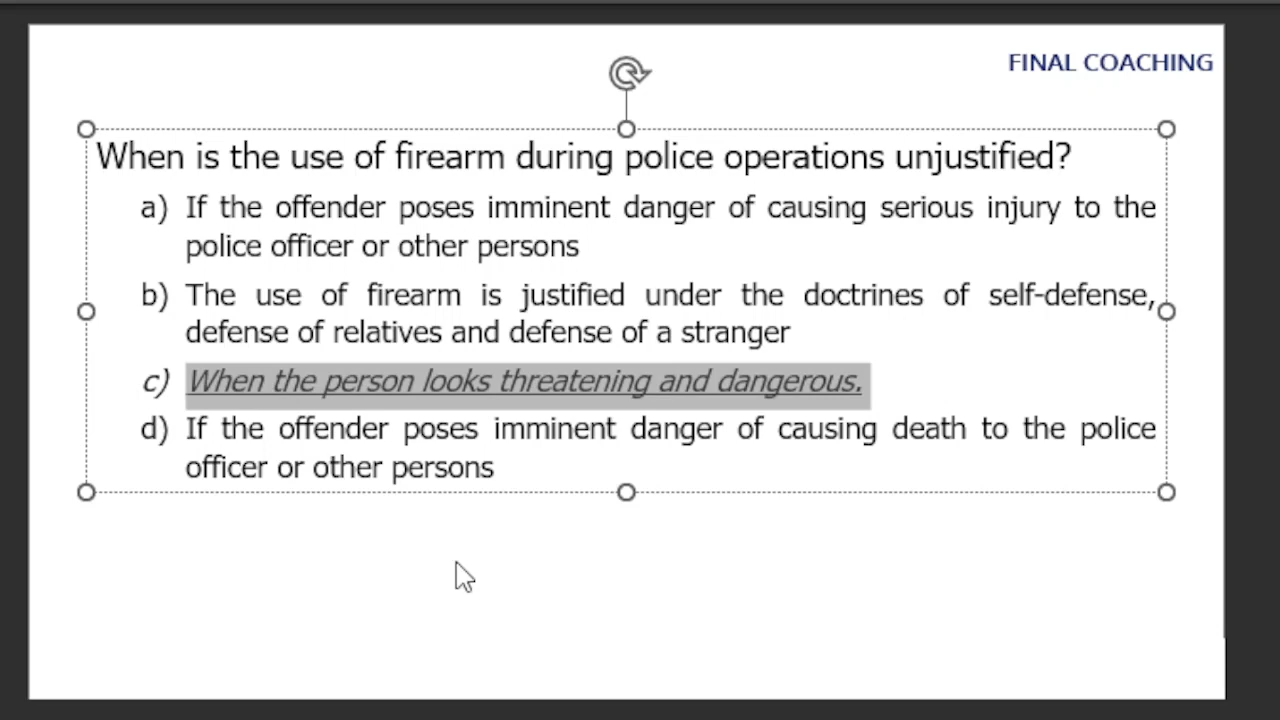 FINAL COACHING
When is the use of firearm during police operations unjustified?
a) If the offender poses imminent danger of causing serious injury to the
police officer or other persons
b) The use of firearm is justified under the doctrines of self-defense,
defense of relatives and defense of a stranger
c) When the person looks threatening and dangerous.
d) If the offender poses imminent danger of causing death to the police
officer or other persons